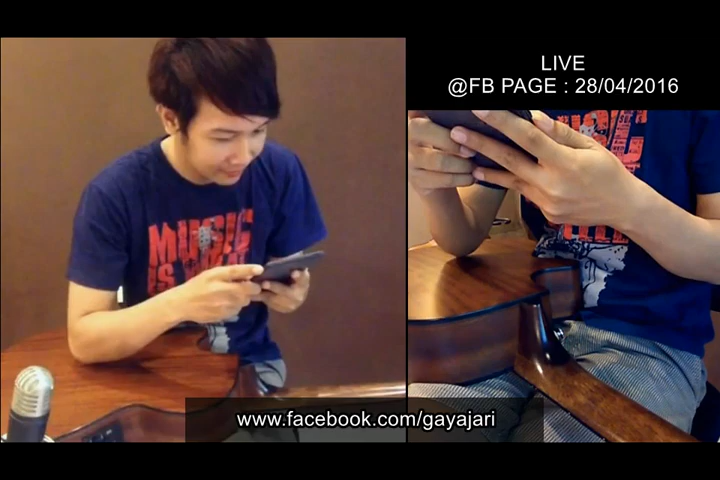 LIVE
@FB PAGE : 28/04/2016
MUSIC
IS
www.facebook.com/gayajari